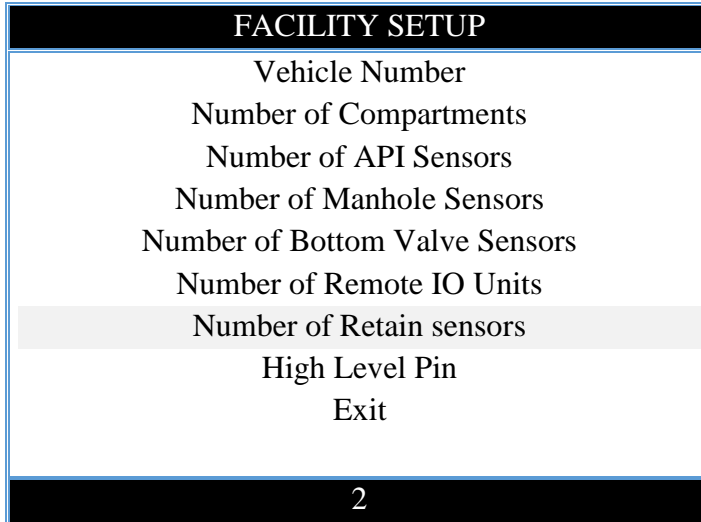 FACILITY SETUP
Vehicle Number
Number of Compartments
Number of API Sensors
Number of Manhole Sensors
Number of Bottom Valve Sensors
Number of Remote IO Units
Number of Retain sensors
High Level Pin
Exit
2